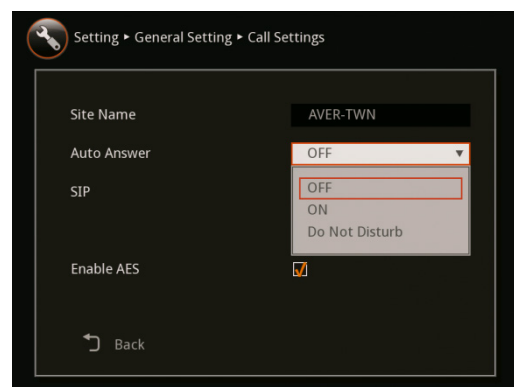 Setting ▸ General Setting ▸ Call Settings
Site Name AVER-TWN
Auto Answer OFF
SIP OFF
ON
Do Not Disturb
Enable AES
Back